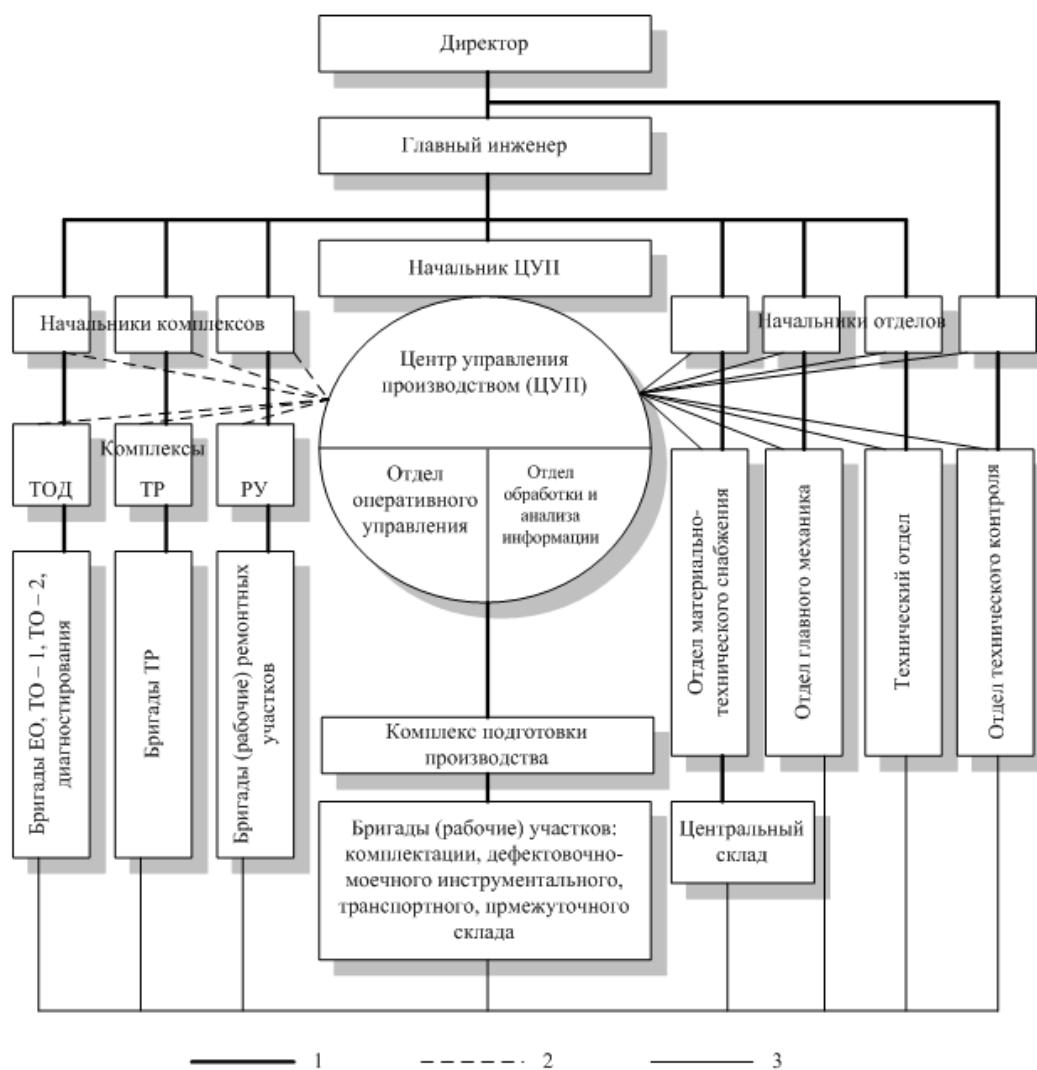 Директор
Главный инженер
Начальник ЦУП
Начальники комплексов
Начальники отделов
Центр управления
производством (ЦУП)
Отдел
оперативного
управления
Отдел
обработки и
анализа
информации
Комплексы
ТОД
ТР
РУ
Бригады ЕО, ТО – 1, ТО – 2,
диагностирования
Бригады ТР
Бригады (рабочие) ремонтных
участков
Отдел материально-
технического снабжения
Отдел главного механика
Технический отдел
Отдел технического контроля
Комплекс подготовки
производства
Бригады (рабочие) участков:
комплектации, дефектовочно-
моечного инструментального,
транспортного, прмежуточного
склада
Центральный
склад
1
2
3